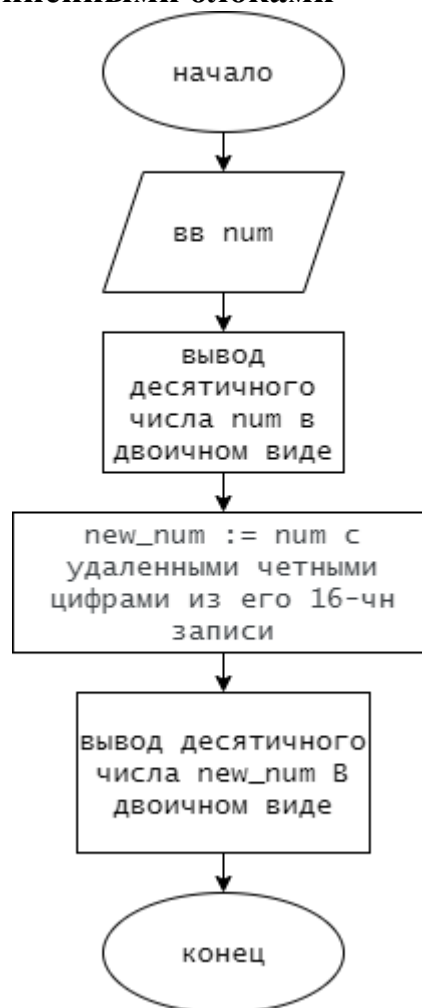 блоками
начало
вв num
вывод
десятичного
числа num в
двоичном виде
new_num := num с
удаленными четными
цифрами из его 16-чн
записи
вывод десятичного
числа new_num В
двоичном виде
конец